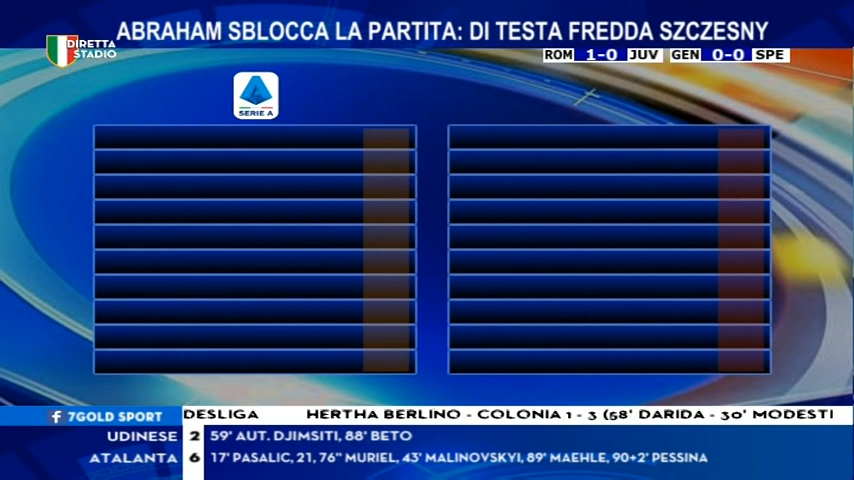 ABRAHAM SBLOCCA LA PARTITA: DI TESTA FREDDA SZCZESNY
DIRETTA
STADIO
ROM 1-0 JUV GEN 0-0 SPE
SERIE A
7GOLD SPORT
DESLIGA HERTHA BERLINO - COLONIA 1 - 3 (58' DARIDA - 30' MODESTI
UDINESE 2 59' AUT. DJIMSITI, 88' BETO
ATALANTA 6 17' PASALIC, 21, 76" MURIEL, 43' MALINOVSKYI, 89' MAEHLE, 90+2' PESSINA